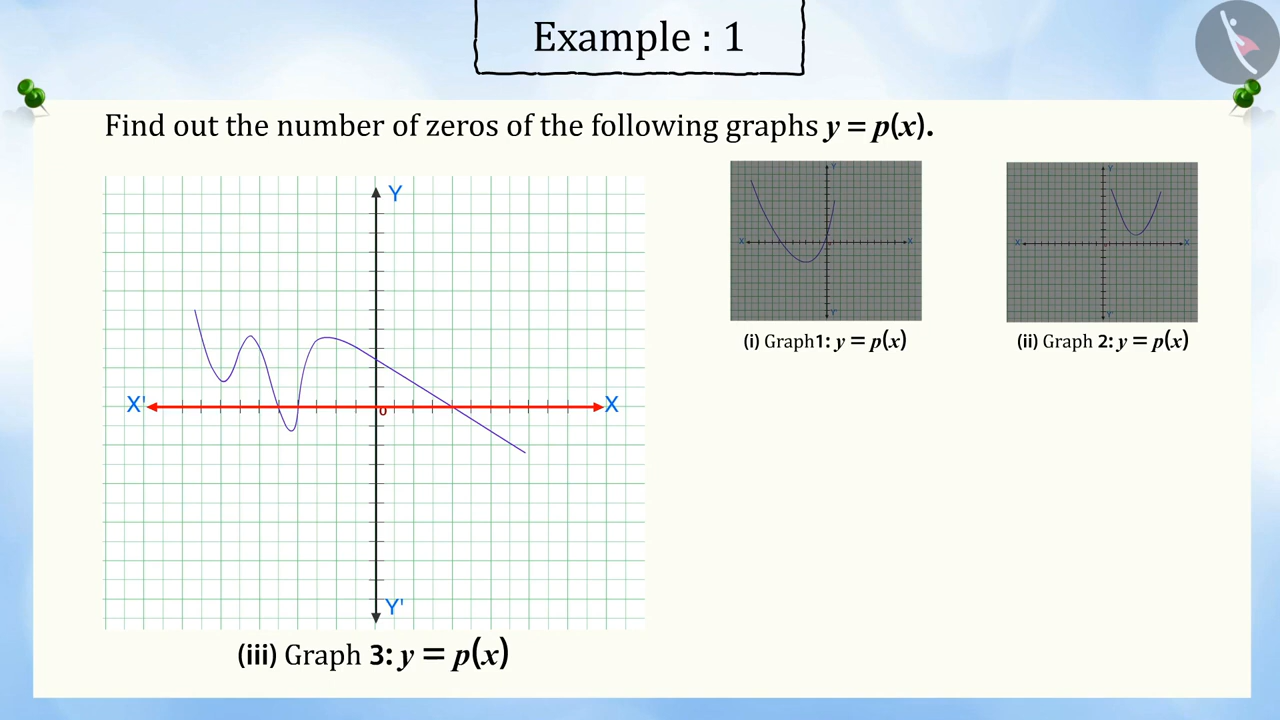 Example : 1
Find out the number of zeros of the following graphs y = p(x).
Y
X'
X
O
Y'
(iii) Graph 3: y = p(x)
Y
X'
X
Y'
(i) Graph1: y = p(x)
Y
X'
X
Y'
(ii) Graph 2: y = p(x)